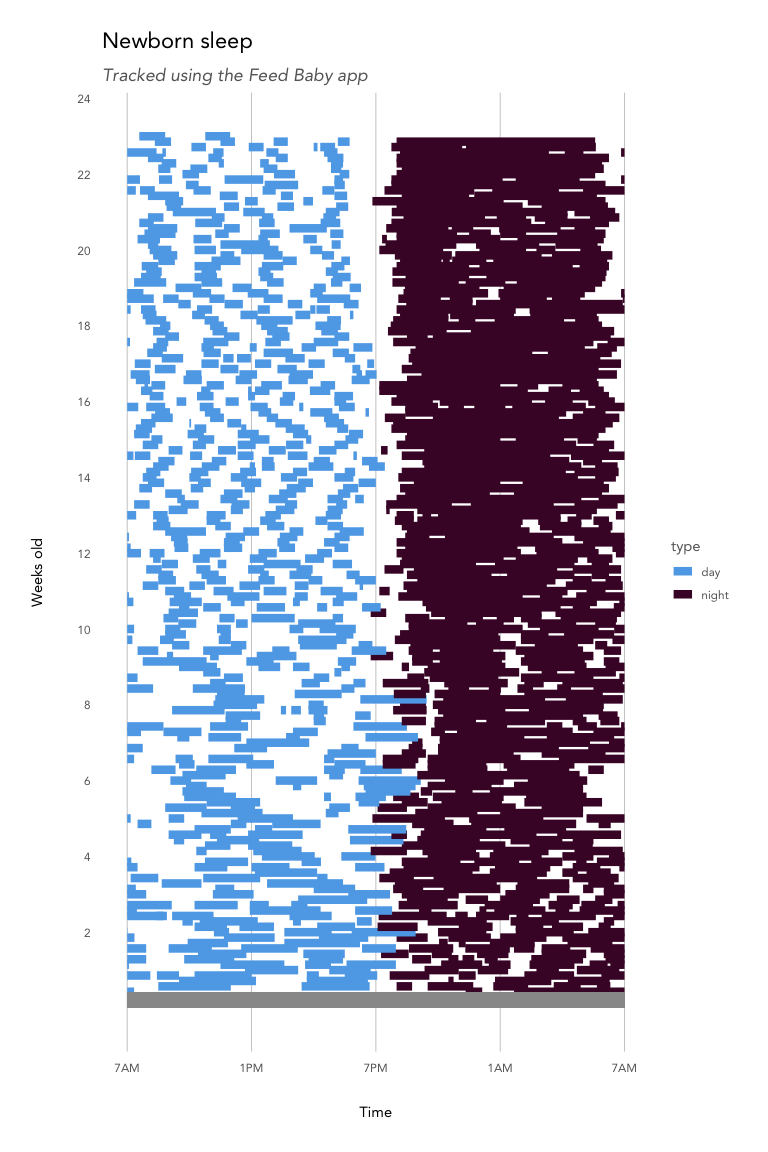 Newborn sleep
Tracked using the Feed Baby app
24
22
20
18
16
14
12
10
8
6
4
2
Weeks old
7AM
1PM
7PM
1AM
7AM
Time
type
day
night